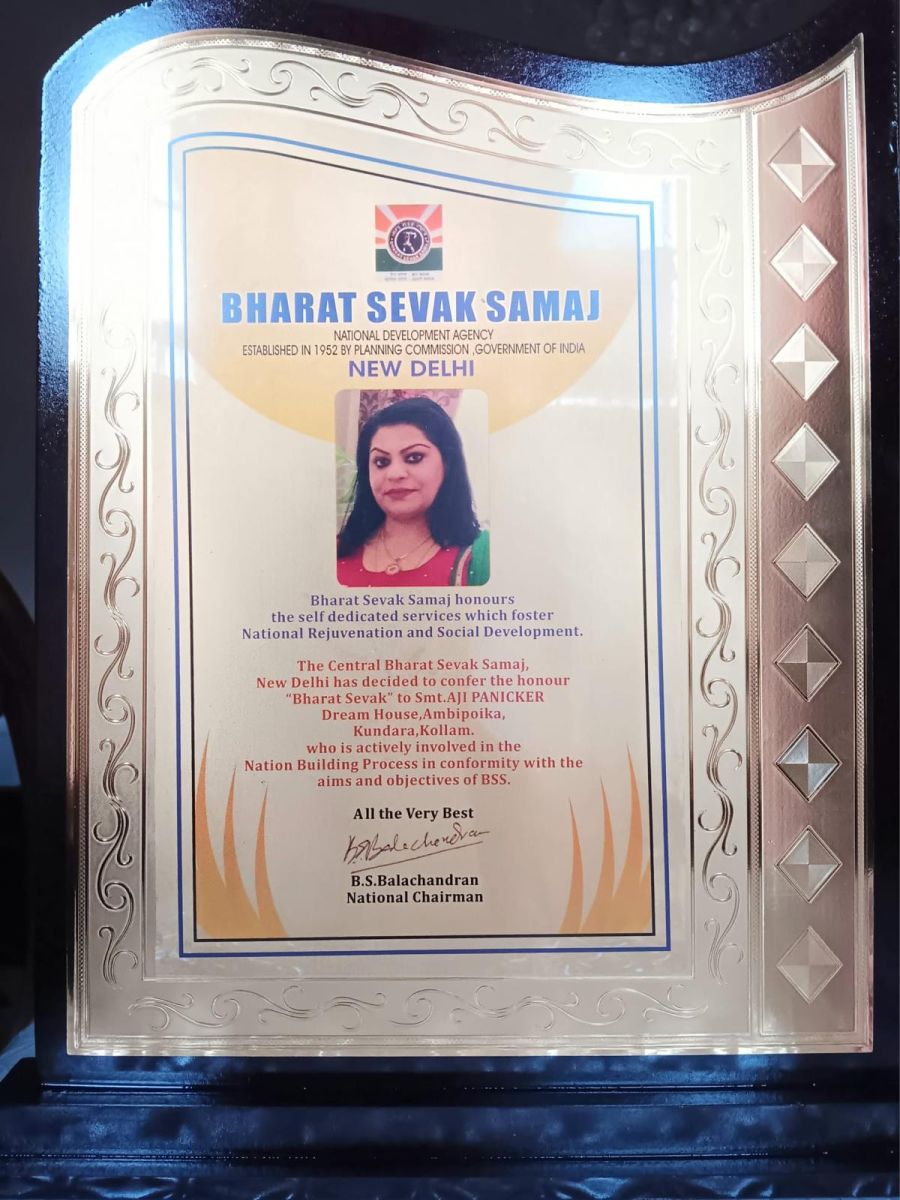 BHARAT SEVAK SAMAJ
NATIONAL DEVELOPMENT AGENCY
ESTABLISHED IN 1952 BY PLANNING COMMISSION ,GOVERNMENT OF INDIA
NEW DELHI
Bharat Sevak Samaj honours
the self dedicated services which foster
National Rejuvenation and Social Development.
The Central Bharat Sevak Samaj,
New Delhi has decided to confer the honour
“Bharat Sevak” to Smt.AJI PANICKER
Dream House,Ambipoika,
Kundara,Kollam.
who is actively involved in the
Nation Building Process in conformity with the
aims and objectives of BSS.
All the Very Best
B.S.Balachandran
B.S.Balachandran
National Chairman